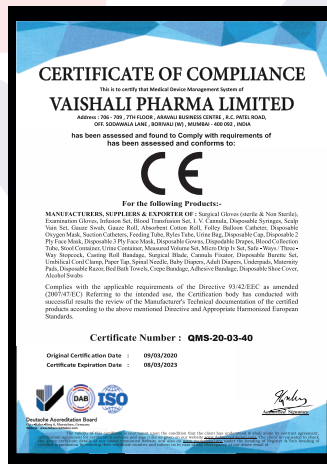 CERTIFICATE OF COMPLIANCE
This is to certify that Medical Device Management System of
VAISHALI PHARMA LIMITED
Address : 706 - 709 , 7TH FLOOR , ARAVALI BUSINESS CENTRE , R.C. PATEL ROAD,
OFF. SODAWALA LANE , BORIVALI (W) , MUMBAI - 400 092 , INDIA
has been assessed and found to Comply with requirements of
has been assessed and conforms to:
CE
For the following Products:-
MANUFACTURERS, SUPPLIERS & EXPORTER OF : Surgical Gloves (sterile & Non Sterile),
Examination Gloves, Infusion Set, Blood Transfusion Set, I. V. Cannula, Disposable Syringes, Scalp
Vain Set, Gauze Swab, Gauze Roll, Absorbent Cotton Roll, Folley Balloon Catheter, Disposable
Oxygen Mask, Suction Catheters, Feeding Tube, Ryles Tube, Urine Bag, Disposable Cap, Disposable 2
Ply Face Mask, Disposable 3 Ply Face Mask, Disposable Gowns, Dispodable Drapes, Blood Collection
Tube, Stool Container, Urine Container, Measured Volume Set, Micro Drip Iv Set, Safe - Ways / Three -
Way Stopcock, Casting Roll Bandage, Surgical Blade, Cannula Fixator, Disposable Burette Set,
Umbilical Cord Clamp, Paper Tap, Spinal Needle, Baby Diapers, Adult Diapers, Underpads, Maternity
Pads, Disposable Razor, Bed Bath Towels, Crepe Bandage, Adhesive Bandage, Disposable Shoe Cover,
Alcohol Swabs
Complies with the applicable requirements of the Directive 93/42/EEC as amended
(2007/47/EC) Referring to the intended use, the Certification body has conducted with
successful results the review of the Manufacturer's Technical documentation of the certified
products according to the above mentioned Directive and Appropriate Harmonized European
Standards.
Certificate Number : QMS-20-03-40
Original Certification Date : 09/03/2020
Certificate Expiration Date : 08/03/2023
DAB
ISO
Deutsche Accreditation Board
Authorized Signatory